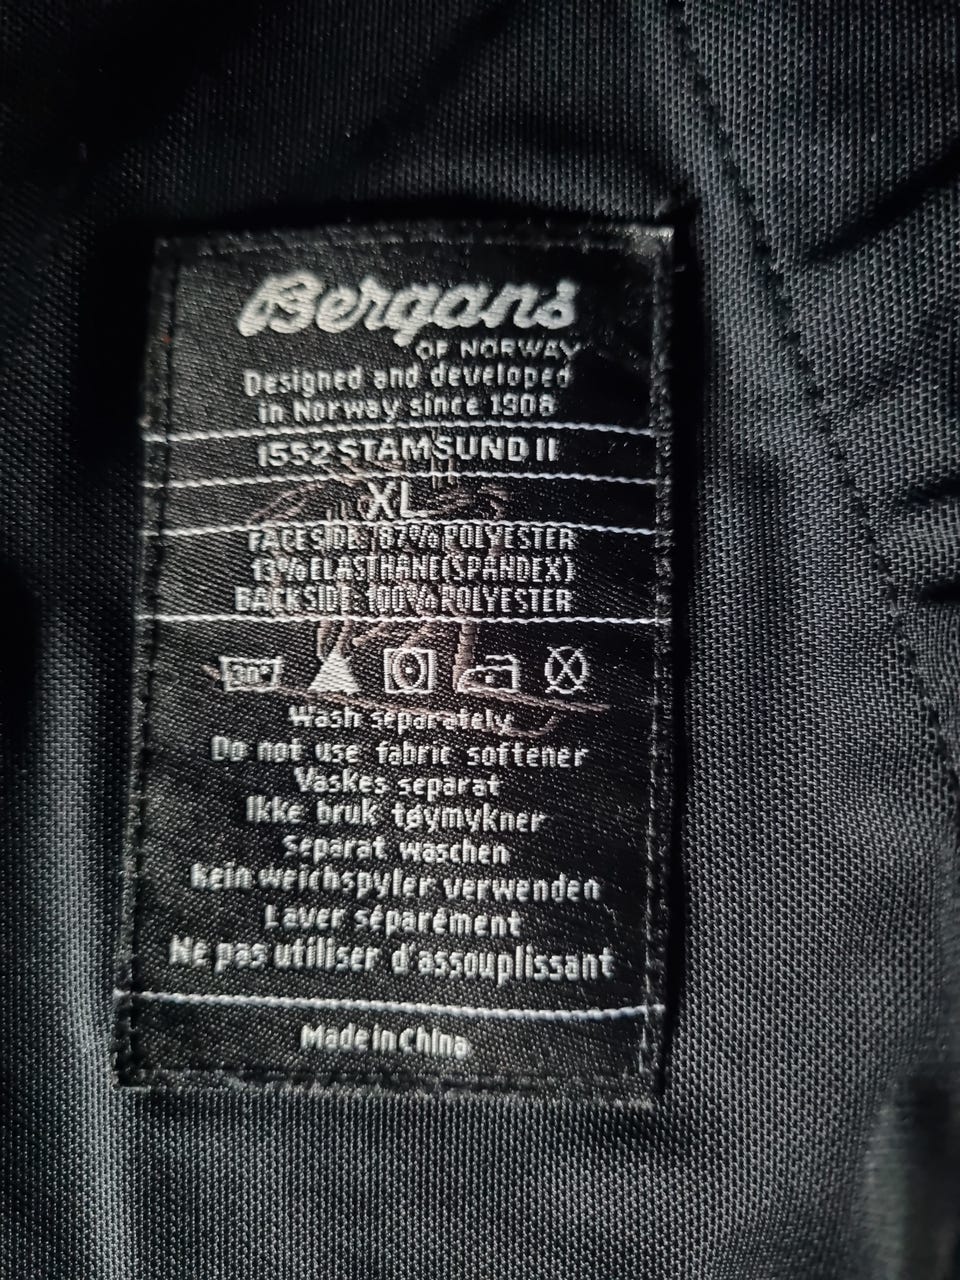 Bergans
OF NORWAY
Designed and developed
in Norway since 1908
1552 STAMSUND II
XL
FACESIDE: 87% POLYESTER
13% ELASTHANE(SPANDEX)
BACKSIDE: 100% POLYESTER
30°
Wash separately
Do not use fabric softener
Vaskes separat
Ikke bruk tøymykner
Separat waschen
Kein weichspyler verwenden
Laver séparément
Ne pas utiliser d'assouplissant
Made in China